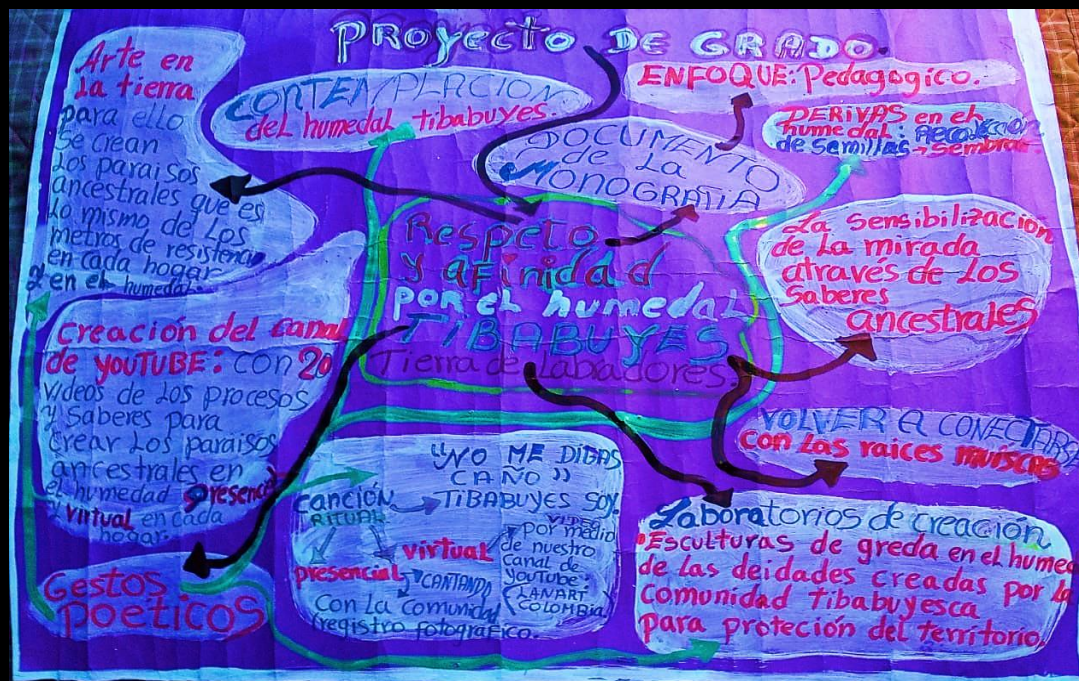 PROYECTO DE GRADO.
Arte en
La tierra
para ello
se crean
Los paraisos
ancestrales que es
Lo mismo de Los
metros de resistencia
en cada hogar
y en el humedal.
CONTEMPLACION
deL humedal tibabuyes.
ENFOQUE: Pedagogico.
DERIVAS en el
humedal: Recoleccion
de semillas → sembrar.
DOCUMENTO
de La
MONOGRAFIA
Respeto
y aFinidad
por eL humedaL
TIBABUYES
Tierra de Labradores
La Sensibilización
de La mirada
através de Los
Saberes
ancestrales
creación del canal
de youTUBE: con 20
videos de los procesos
y Saberes para
crear Los paraisos
ancestrales en
el humedad presencial
y virtual en cada
hogar.
VOLVER A CONECTARSE
con Las raices muiscas
"NO ME DIGAS
CAÑO"
TIBABUYES SOY.
canción
RITUAL
virtual
VIDEO
por medio
de nuestro
canal de
youTuBe:
(LANART
COLOMBIA)
presencial
CANTANDO
Con La comunidad
(registro fotografico.
Laboratorios de creación
Esculturas de greda en el humed
de las deidades creadas por la
comunidad tibabuyesca
para proteción del territorio.
Gestos
poeticos